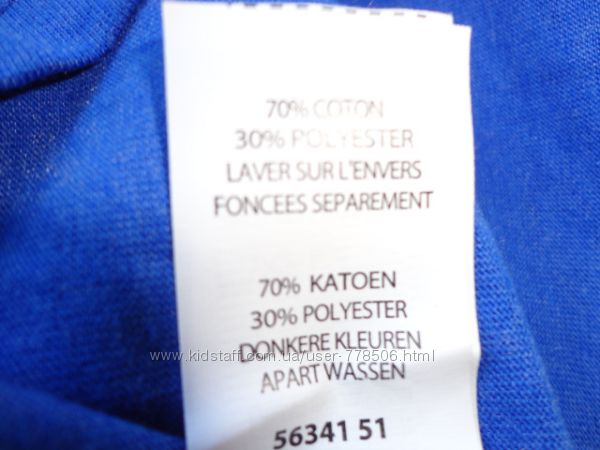 70% COTON
30% POLYESTER
LAVER SUR L'ENVERS
FONCEES SEPAREMENT
70% KATOEN
30% POLYESTER
DONKERE KLEUREN
www.kidstaff.com.ua/user-778506.html
APART WASSEN
56341 51